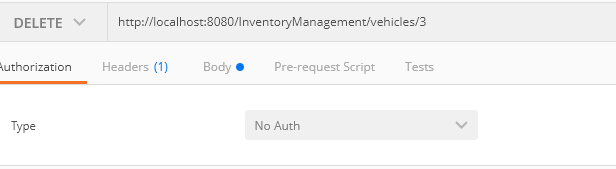 DELETE http://localhost:8080/InventoryManagement/vehicles/3
Authorization Headers (1) Body Pre-request Script Tests
Type No Auth